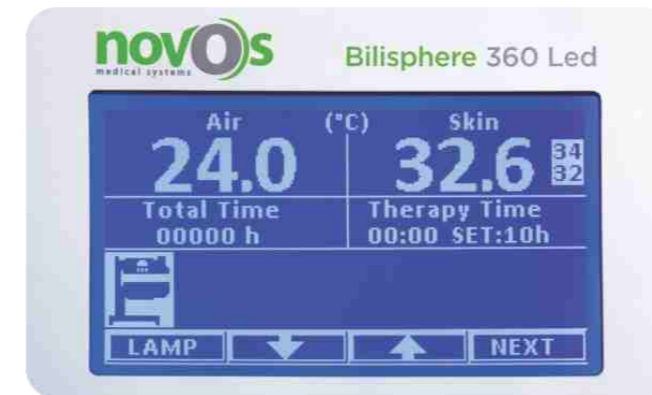 novos
medical systems
Bilisphere 360 Led
Air (°C) Skin
24.0 32.6 34
32
Total Time Therapy Time
00000 h 00:00 SET:10h
LAMP NEXT